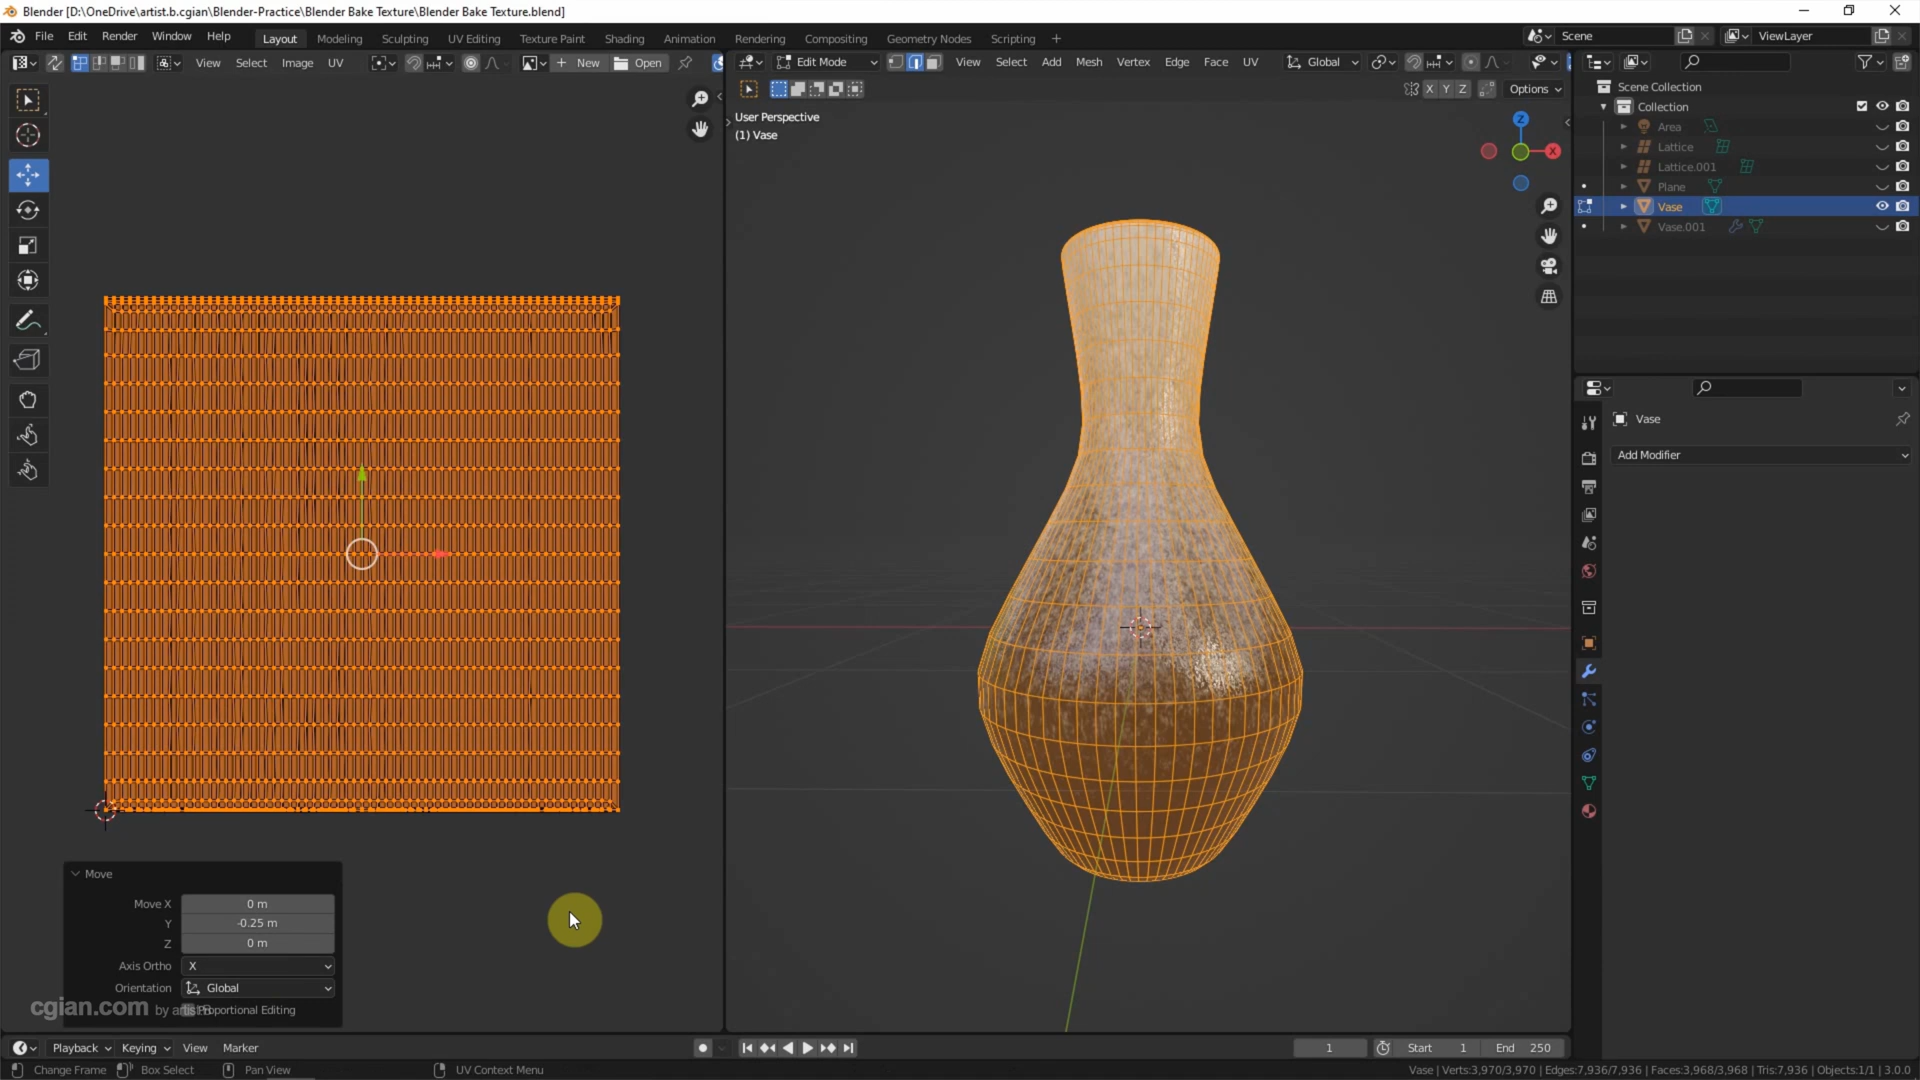 Blender [D:\OneDrive\artist.b.cgian\Blender-Practice\Blender Bake Texture\Blender Bake Texture.blend]
File Edit Render Window Help Layout Modeling Sculpting UV Editing Texture Paint Shading Animation Rendering Compositing Geometry Nodes Scripting + Scene ViewLayer
View Select Image UV + New Open Edit Mode View Select Add Mesh Vertex Edge Face UV Global
X Y Z Options
User Perspective
(1) Vase
Z
X
Scene Collection
Collection
Area
Lattice
Lattice.001
Plane
Vase
Vase.001
Vase
Add Modifier
Move
Move X 0 m
Y -0.25 m
Z 0 m
Axis Ortho X
Orientation Global
Proportional Editing
cgian.com
Playback Keying View Marker 1 Start 1 End 250
Change Frame Box Select Pan View UV Context Menu Vase | Verts:3,970/3,970 | Edges:7,936/7,936 | Faces:3,968/3,968 | Tris:7,936 | Objects:1/1 | 3.0.0